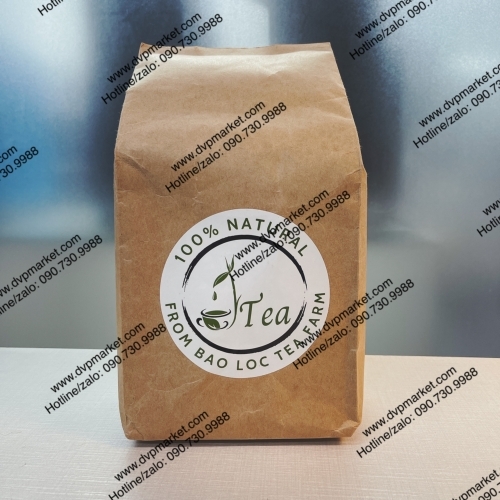 www.dvpmarket.com
Hotline/zalo: 090.730.9988
100% NATURAL
Tea
FROM BAO LOC TEA FARM